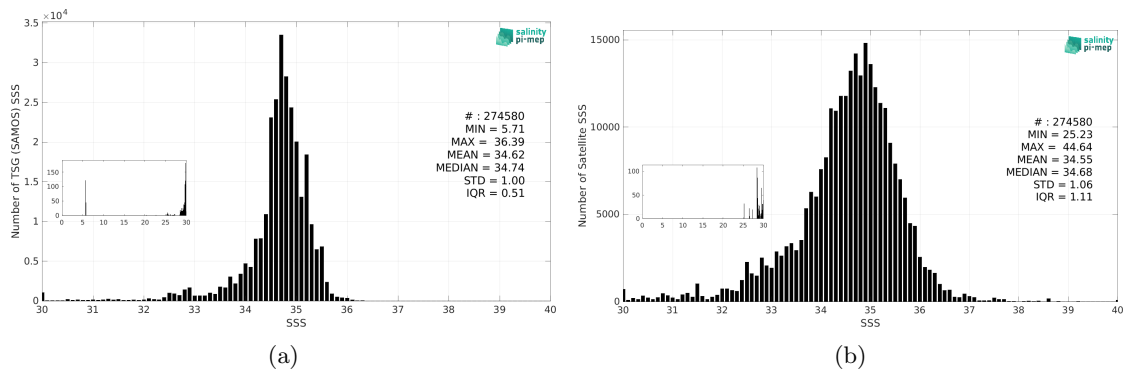 3.5 ×10⁴
salinity
pi-mep
3
2.5
2
1.5
1
0.5
0
Number of TSG (SAMOS) SSS
# : 274580
MIN = 5.71
MAX = 36.39
MEAN = 34.62
MEDIAN = 34.74
STD = 1.00
IQR = 0.51
150
100
50
0
0 5 10 15 20 25 30
30 31 32 33 34 35 36 37 38 39 40
SSS
(a)
15000
salinity
pi-mep
10000
5000
0
Number of Satellite SSS
# : 274580
MIN = 25.23
MAX = 44.64
MEAN = 34.55
MEDIAN = 34.68
STD = 1.06
IQR = 1.11
100
50
0
0 5 10 15 20 25 30
30 31 32 33 34 35 36 37 38 39 40
SSS
(b)